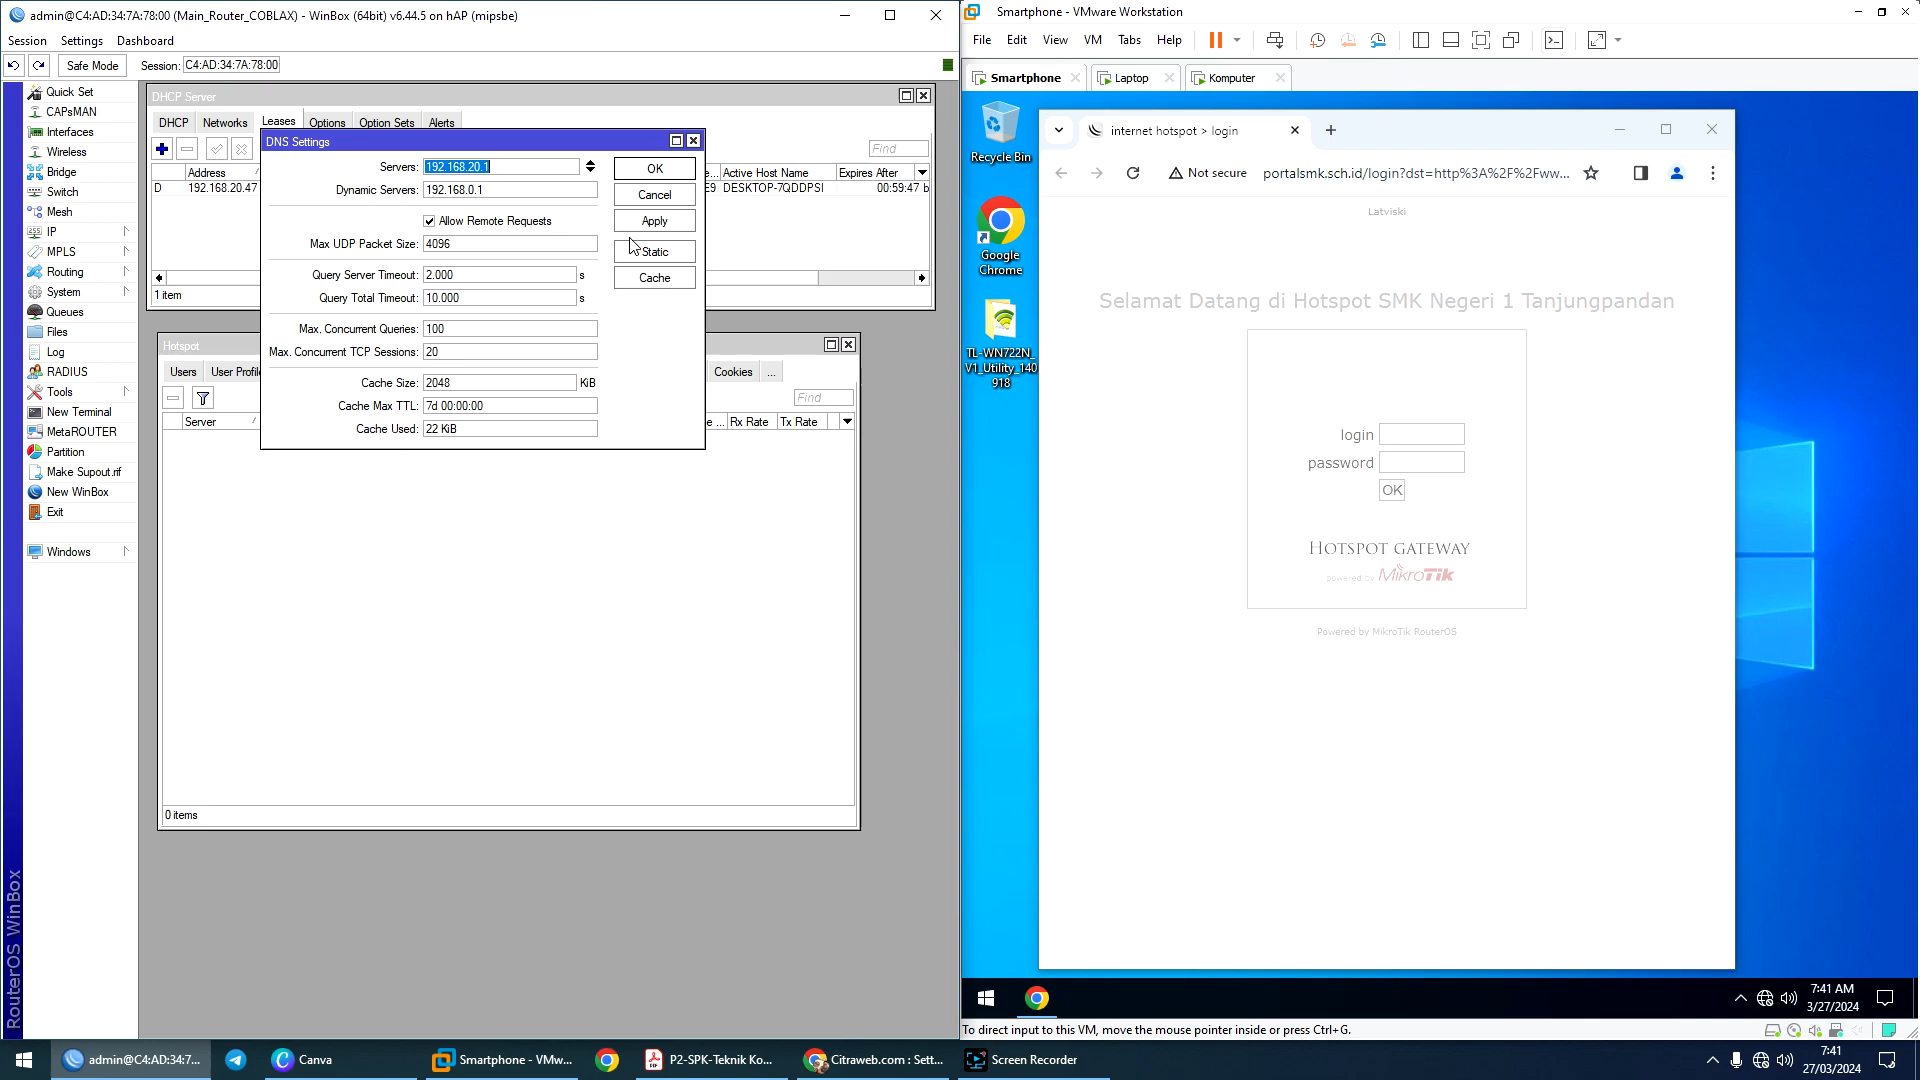 admin@C4:AD:34:7A:78:00 (Main_Router_COBLAX) - WinBox (64bit) v6.44.5 on hAP (mipsbe)
Session Settings Dashboard
Safe Mode Session: C4:AD:34:7A:78:00
Quick Set
CAPsMAN
Interfaces
Wireless
Bridge
Switch
Mesh
IP
MPLS
Routing
System
Queues
Files
Log
RADIUS
Tools
New Terminal
MetaROUTER
Partition
Make Supout.rif
New WinBox
Exit
Windows
RouterOS WinBox
DHCP Server
DHCP Networks Leases Options Option Sets Alerts
Find
Address Active Host Name Expires After
D 192.168.20.47 E9 DESKTOP-7QDDPSI 00:59:47 b
1 item
DNS Settings
Servers: 192.168.20.1
Dynamic Servers: 192.168.0.1
Allow Remote Requests
Max UDP Packet Size: 4096
Query Server Timeout: 2.000 s
Query Total Timeout: 10.000 s
Max. Concurrent Queries: 100
Max. Concurrent TCP Sessions: 20
Cache Size: 2048 KiB
Cache Max TTL: 7d 00:00:00
Cache Used: 22 KiB
OK
Cancel
Apply
Static
Cache
Hotspot
Users User Profile Cookies ...
Find
Server e ... Rx Rate Tx Rate
0 items
Smartphone - VMware Workstation
File Edit View VM Tabs Help
Smartphone Laptop Komputer
Recycle Bin
Google
Chrome
TL-WN722N_
V1_Utility_140
918
internet hotspot > login
Not secure portalsmk.sch.id/login?dst=http%3A%2F%2Fww...
Latviski
Selamat Datang di Hotspot SMK Negeri 1 Tanjungpandan
login
password
OK
HOTSPOT GATEWAY
powered by MikroTik
Powered by MikroTik RouterOS
7:41 AM
3/27/2024
To direct input to this VM, move the mouse pointer inside or press Ctrl+G.
admin@C4:AD:34:7... Canva Smartphone - VMw... P2-SPK-Teknik Ko... Citraweb.com : Sett... Screen Recorder
7:41
27/03/2024